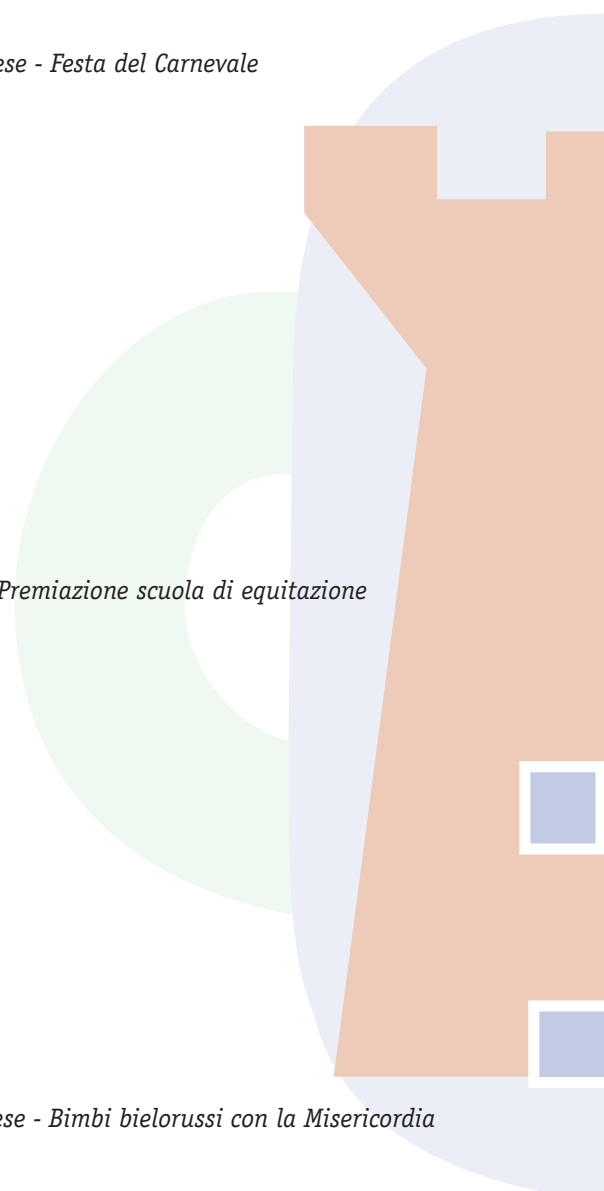 ese - Festa del Carnevale
Premiazione scuola di equitazione
ese - Bimbi bielorussi con la Misericordia